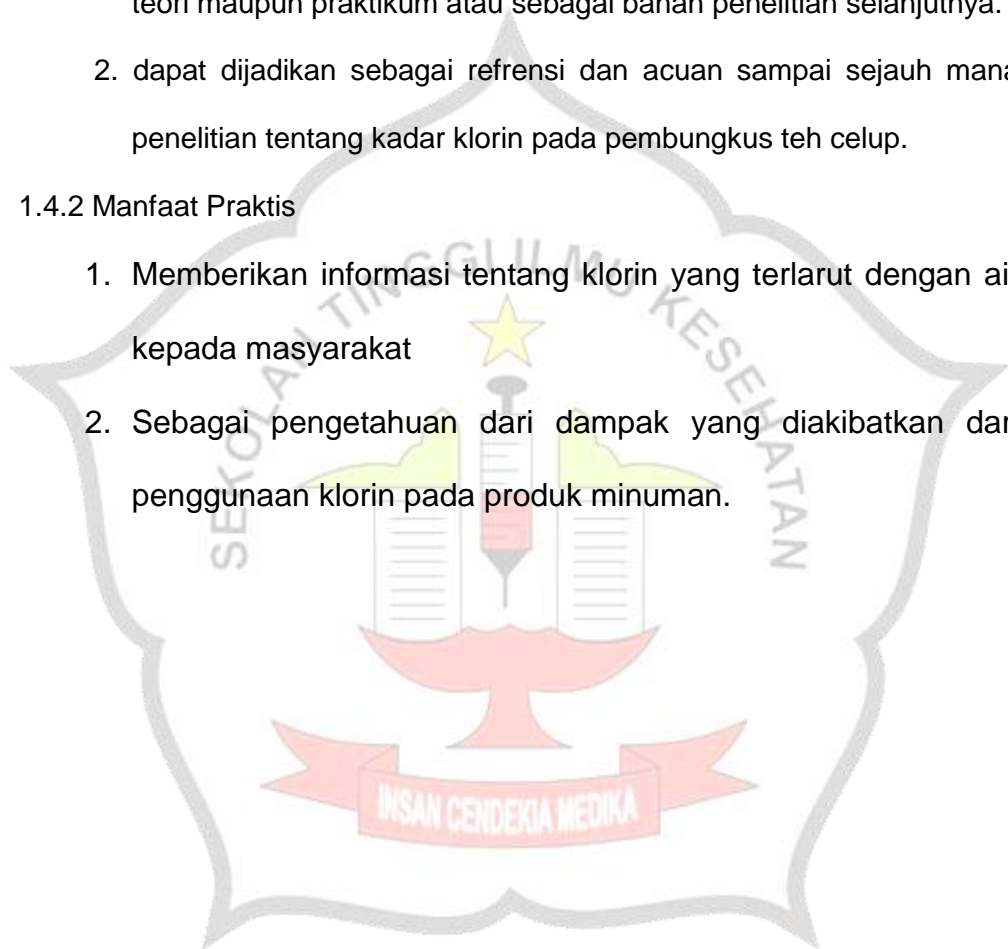 teori maupun praktikum atau sebagai bahan penelitian selanjutnya.
2. dapat dijadikan sebagai refrensi dan acuan sampai sejauh mana
penelitian tentang kadar klorin pada pembungkus teh celup.
1.4.2 Manfaat Praktis
1. Memberikan informasi tentang klorin yang terlarut dengan ai
kepada masyarakat
2. Sebagai pengetahuan dari dampak yang diakibatkan dar
penggunaan klorin pada produk minuman.
SEKOLAH TINGGI ILMU KESEHATAN
INSAN CENDEKIA MEDIKA